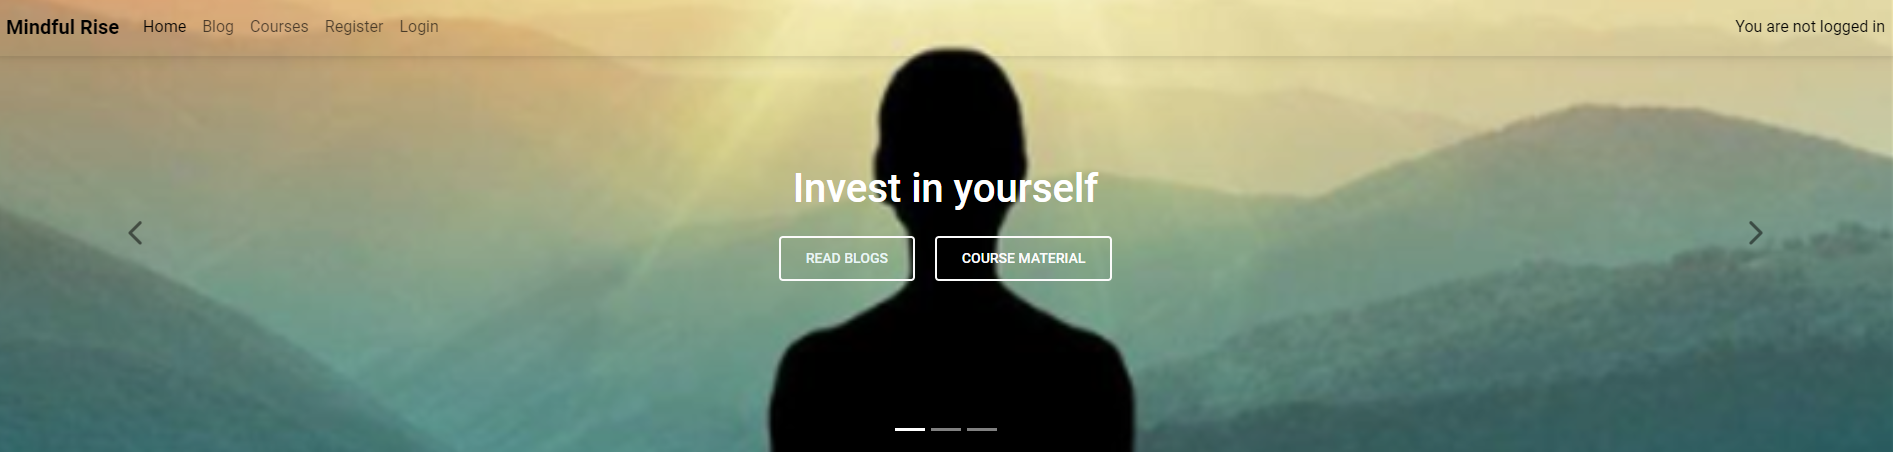 Mindful Rise Home Blog Courses Register Login You are not logged in
Invest in yourself
READ BLOGS COURSE MATERIAL